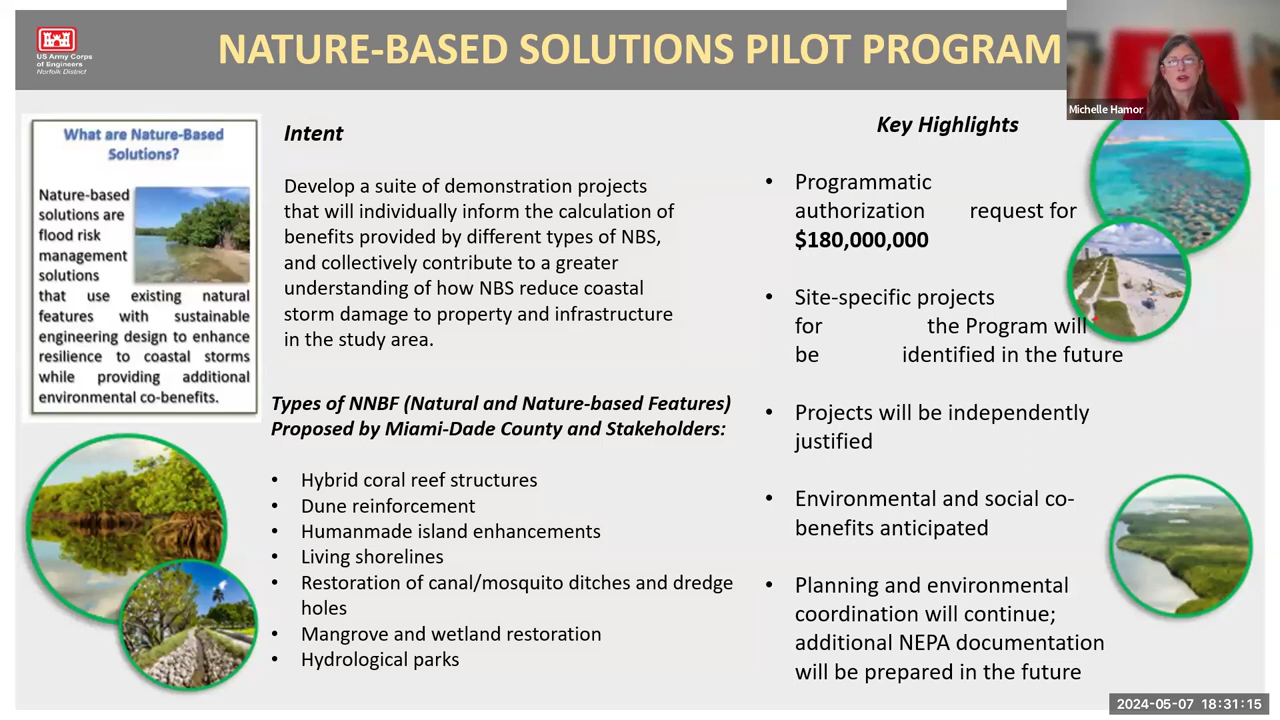 US Army Corps
of Engineers
Norfolk District
NATURE-BASED SOLUTIONS PILOT PROGRAM
Michelle Hamor
What are Nature-Based
Solutions?
Nature-based
solutions are
flood risk
management
solutions
that use existing natural
features with sustainable
engineering design to enhance
resilience to coastal storms
while providing additional
environmental co-benefits.
Intent
Develop a suite of demonstration projects
that will individually inform the calculation of
benefits provided by different types of NBS,
and collectively contribute to a greater
understanding of how NBS reduce coastal
storm damage to property and infrastructure
in the study area.
Types of NNBF (Natural and Nature-based Features)
Proposed by Miami-Dade County and Stakeholders:
• Hybrid coral reef structures
• Dune reinforcement
• Humanmade island enhancements
• Living shorelines
• Restoration of canal/mosquito ditches and dredge
holes
• Mangrove and wetland restoration
• Hydrological parks
Key Highlights
• Programmatic
authorization request for
$180,000,000
• Site-specific projects
for the Program will
be identified in the future
• Projects will be independently
justified
• Environmental and social co-
benefits anticipated
• Planning and environmental
coordination will continue;
additional NEPA documentation
will be prepared in the future
2024-05-07 18:31:15